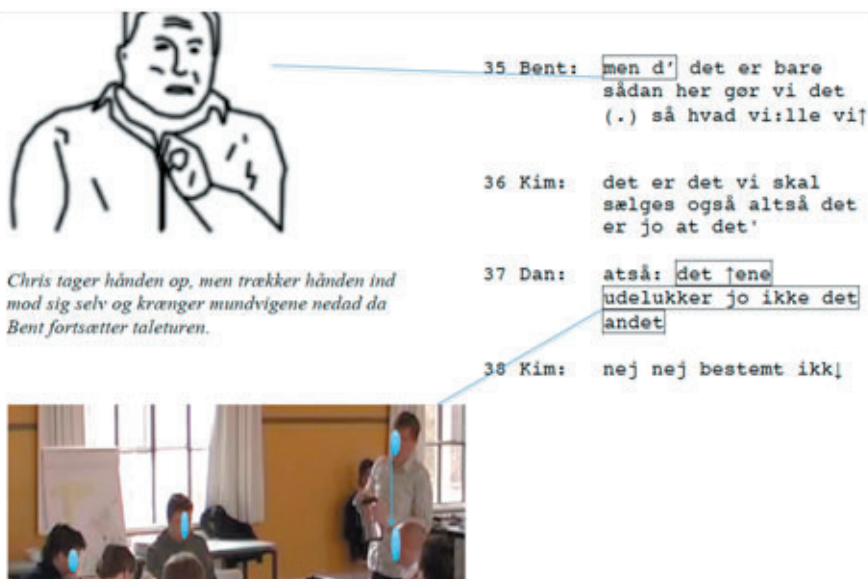 35 Bent: men d' det er bare
sådan her gør vi det
(.) så hvad vi:lle vi↑
36 Kim: det er det vi skal
sælges også altså det
er jo at det'
Chris tager hånden op, men trækker hånden ind
mod sig selv og krænger mundvigene nedad da
Bent fortsætter taleturen.
37 Dan: atså: det ↑ene
udelukker jo ikke det
andet
38 Kim: nej nej bestemt ikk↓